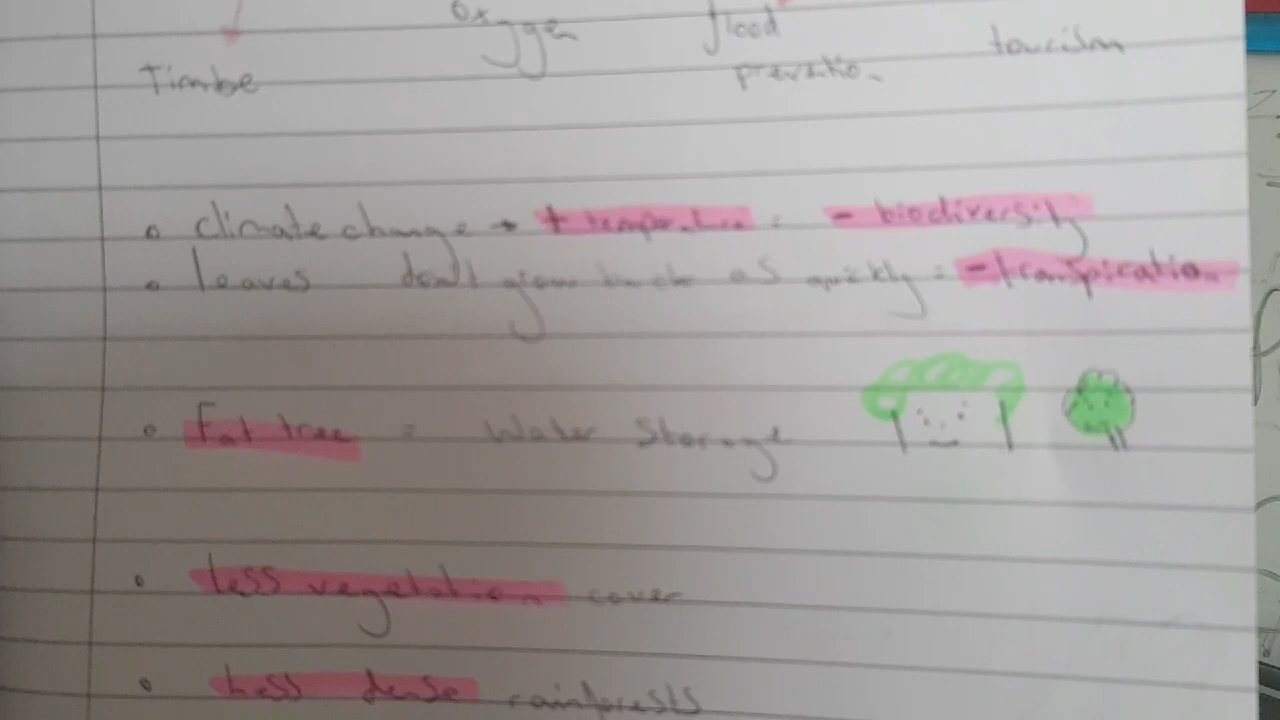 oxygen flood tourism
Timbe prevention
climate change → + temperature = - biodiversity
leaves don't grow back as quickly = - transpiration
Fat tree = Water Storage
less vegetation cover
Less dense rainforests